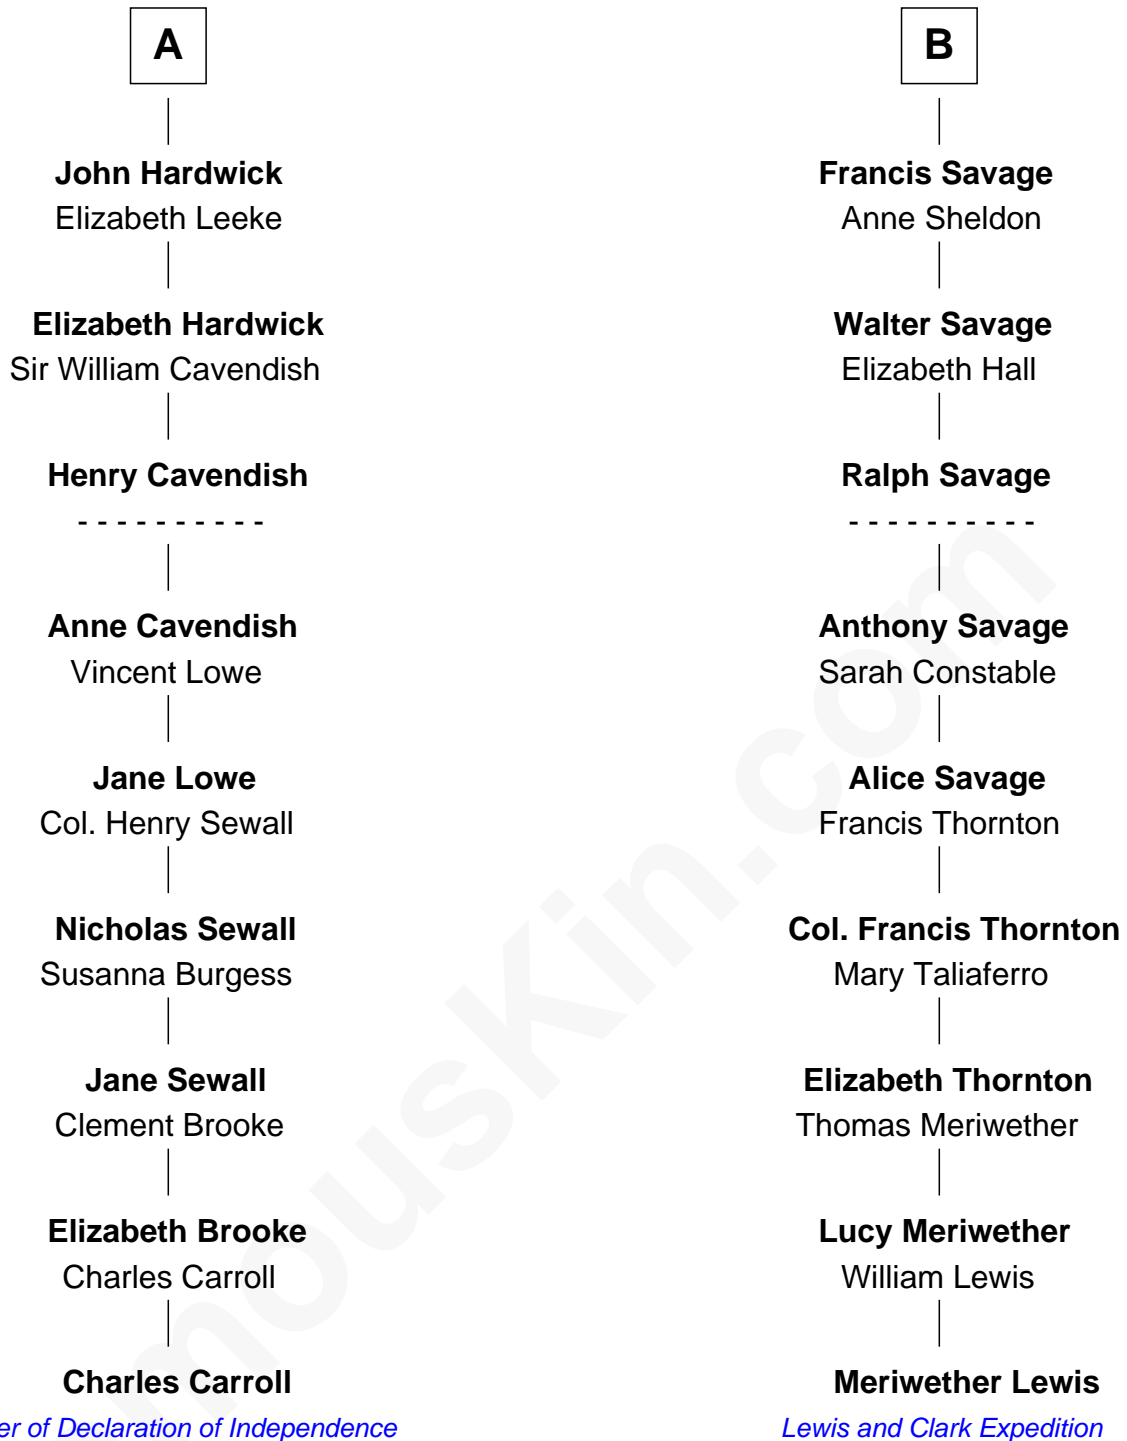 A
John Hardwick
Elizabeth Leeke
Elizabeth Hardwick
Sir William Cavendish
Henry Cavendish
- - - - - - - - - -
Anne Cavendish
Vincent Lowe
Jane Lowe
Col. Henry Sewall
Nicholas Sewall
Susanna Burgess
Jane Sewall
Clement Brooke
Elizabeth Brooke
Charles Carroll
Charles Carroll
er of Declaration of Independence
B
Francis Savage
Anne Sheldon
Walter Savage
Elizabeth Hall
Ralph Savage
- - - - - - - - - -
Anthony Savage
Sarah Constable
Alice Savage
Francis Thornton
Col. Francis Thornton
Mary Taliaferro
Elizabeth Thornton
Thomas Meriwether
Lucy Meriwether
William Lewis
Meriwether Lewis
Lewis and Clark Expedition
mousKin.com